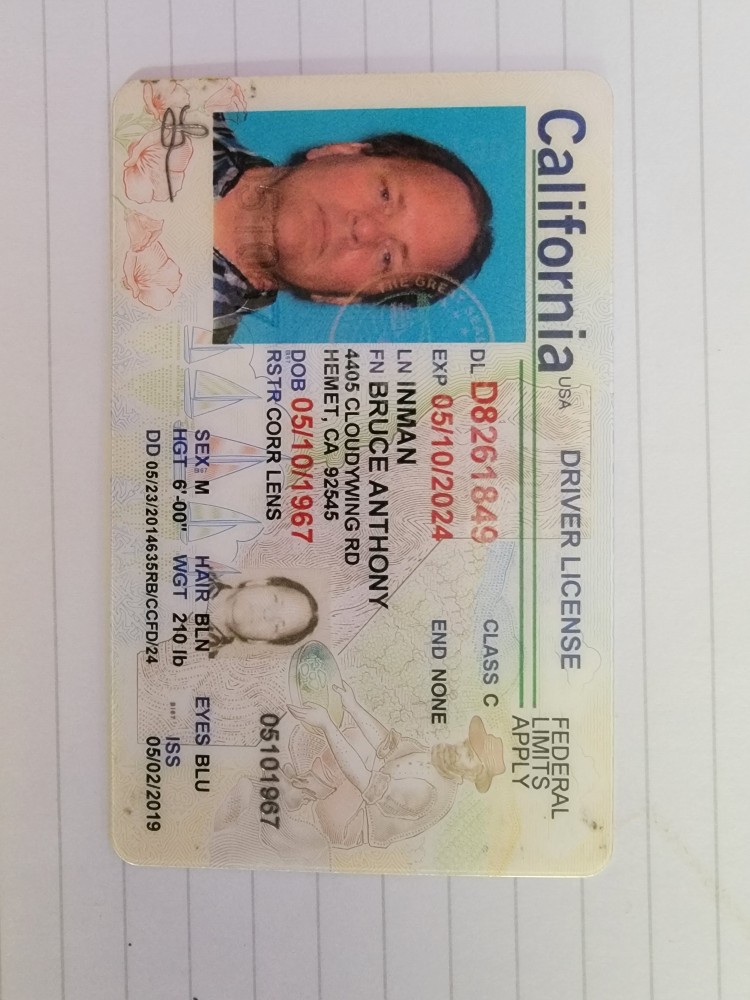 California USA DRIVER LICENSE
FEDERAL
LIMITS
APPLY
DL D8261849 CLASS C
EXP 05/10/2024 END NONE
LN INMAN
FN BRUCE ANTHONY
4405 CLOUDYWING RD
HEMET, CA 92545
DOB 05/10/1967
RSTR CORR LENS 05101967
SEX M HAIR BLN EYES BLU
HGT 6'-00" WGT 210 lb ISS
DD 05/23/2014635RB/CCFD/24 05/02/2019